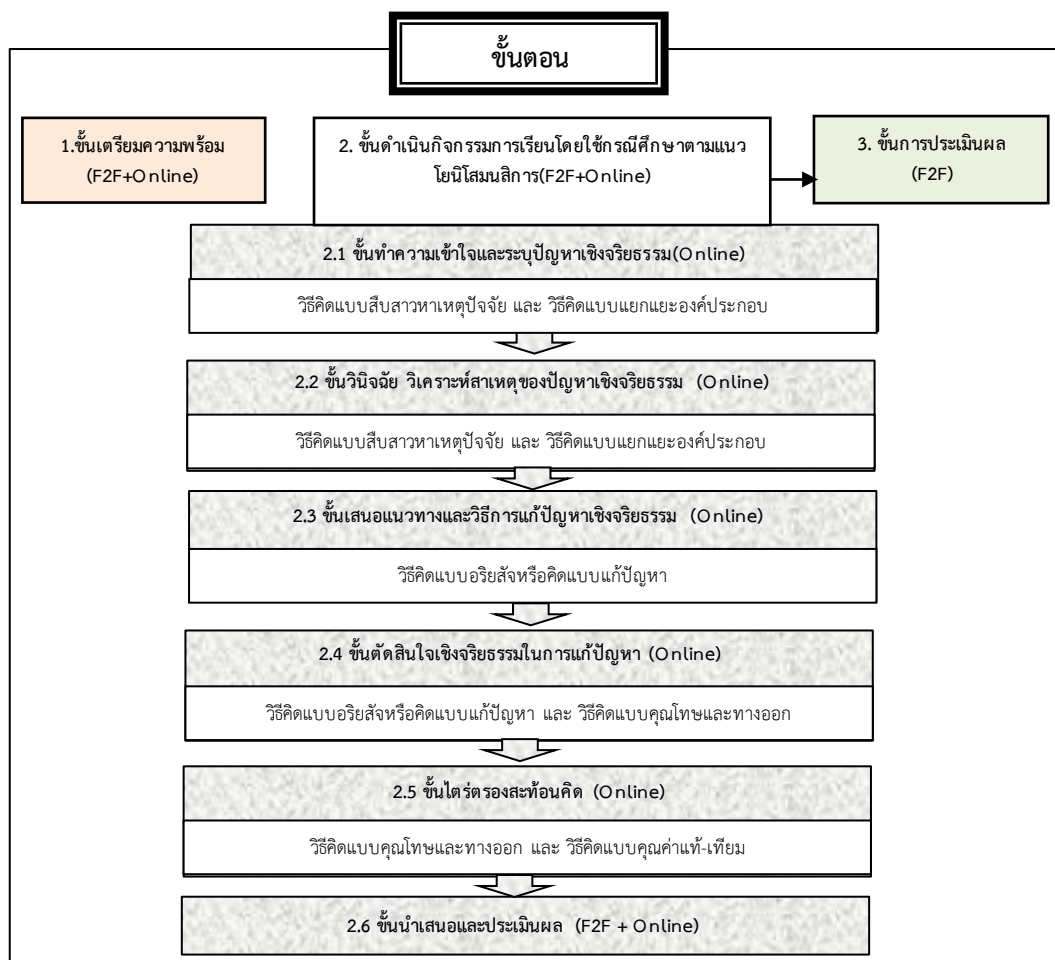 ขั้นตอน
1.ขั้นเตรียมความพร้อม
(F2F+Online)
2. ขั้นดำเนินกิจกรรมการเรียนโดยใช้กรณีศึกษาตามแนว
โยนิโสมนสิการ(F2F+Online)
3. ขั้นการประเมินผล
(F2F)
2.1 ขั้นทำความเข้าใจและระบุปัญหาเชิงจริยธรรม(Online)
วิธีคิดแบบสืบสาวหาเหตุปัจจัย และ วิธีคิดแบบแยกแยะองค์ประกอบ
2.2 ขั้นวินิจฉัย วิเคราะห์สาเหตุของปัญหาเชิงจริยธรรม (Online)
วิธีคิดแบบสืบสาวหาเหตุปัจจัย และ วิธีคิดแบบแยกแยะองค์ประกอบ
2.3 ขั้นเสนอแนวทางและวิธีการแก้ปัญหาเชิงจริยธรรม (Online)
วิธีคิดแบบอริยสัจหรือคิดแบบแก้ปัญหา
2.4 ขั้นตัดสินใจเชิงจริยธรรมในการแก้ปัญหา (Online)
วิธีคิดแบบอริยสัจหรือคิดแบบแก้ปัญหา และ วิธีคิดแบบคุณโทษและทางออก
2.5 ขั้นไตร่ตรองสะท้อนคิด (Online)
วิธีคิดแบบคุณโทษและทางออก และ วิธีคิดแบบคุณค่าแท้-เทียม
2.6 ขั้นนำเสนอและประเมินผล (F2F + Online)